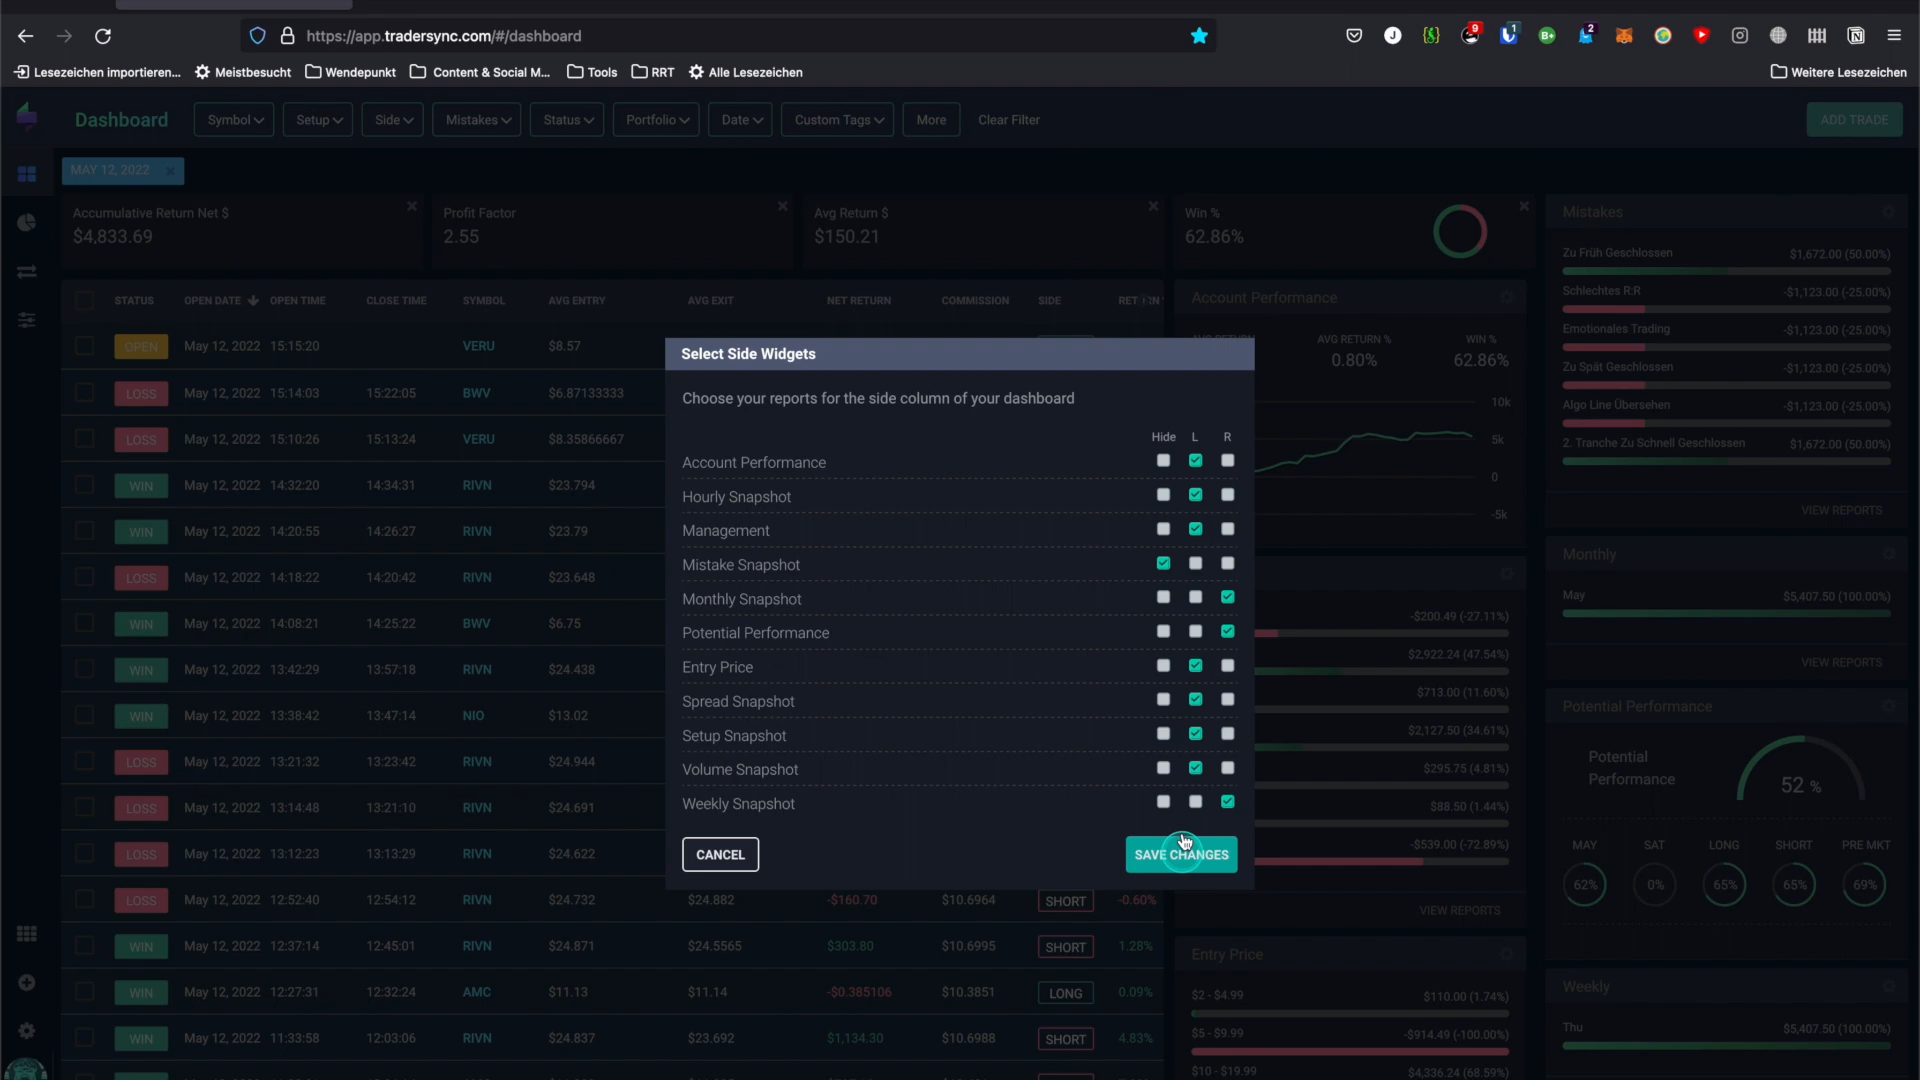 https://app.tradersync.com/#/dashboard
J
9
1
B+
2
Lesezeichen importieren...
Meistbesucht
Wendepunkt
Content & Social M...
Tools
RRT
Alle Lesezeichen
Weitere Lesezeichen
Dashboard
Symbol
Setup
Side
Mistakes
Status
Portfolio
Date
Custom Tags
More
Clear Filter
ADD TRADE
MAY 12, 2022
Accumulative Return Net $
$4,833.69
Profit Factor
2.55
Avg Return $
$150.21
Win %
62.86%
STATUS OPEN DATE OPEN TIME CLOSE TIME SYMBOL AVG ENTRY AVG EXIT NET RETURN COMMISSION SIDE
OPEN May 12, 2022 15:15:20 VERU $8.57
LOSS May 12, 2022 15:14:03 15:22:05 BWV $6.87133333
LOSS May 12, 2022 15:10:26 15:13:24 VERU $8.35866667
WIN May 12, 2022 14:32:20 14:34:31 RIVN $23.794
WIN May 12, 2022 14:20:55 14:26:27 RIVN $23.79
LOSS May 12, 2022 14:18:22 14:20:42 RIVN $23.648
WIN May 12, 2022 14:08:21 14:25:22 BWV $6.75
WIN May 12, 2022 13:42:29 13:57:18 RIVN $24.438
WIN May 12, 2022 13:38:42 13:47:14 NIO $13.02
LOSS May 12, 2022 13:21:32 13:23:42 RIVN $24.944
LOSS May 12, 2022 13:14:48 13:21:10 RIVN $24.691
LOSS May 12, 2022 13:12:23 13:13:29 RIVN $24.622
LOSS May 12, 2022 12:52:40 12:54:12 RIVN $24.732 $24.882 -$160.70 $10.6964 SHORT -0.60%
WIN May 12, 2022 12:37:14 12:45:01 RIVN $24.871 $24.5565 $303.80 $10.6995 SHORT 1.28%
WIN May 12, 2022 12:27:31 12:32:24 AMC $11.13 $11.14 -$0.385106 $10.3851 LONG 0.09%
WIN May 12, 2022 11:33:58 12:03:06 RIVN $24.837 $23.692 $1,134.30 $10.6988 SHORT 4.83%
Select Side Widgets
Choose your reports for the side column of your dashboard
Hide L R
Account Performance
Hourly Snapshot
Management
Mistake Snapshot
Monthly Snapshot
Potential Performance
Entry Price
Spread Snapshot
Setup Snapshot
Volume Snapshot
Weekly Snapshot
CANCEL
SAVE CHANGES
Account Performance
AVG RETURN % WIN %
0.80% 62.86%
10k
5k
0
-5k
-$200.49 (-27.11%)
$2,922.24 (47.54%)
$713.00 (11.60%)
$2,127.50 (34.61%)
$295.75 (4.81%)
$88.50 (1.44%)
-$539.00 (-72.89%)
VIEW REPORTS
Entry Price
$2 - $4.99 $110.00 (1.74%)
$5 - $9.99 -$914.49 (-100.00%)
$10 - $19.99 $4,336.24 (68.59%)
Mistakes
Zu Früh Geschlossen $1,672.00 (50.00%)
Schlechtes R:R -$1,123.00 (-25.00%)
Emotionales Trading -$1,123.00 (-25.00%)
Zu Spät Geschlossen -$1,123.00 (-25.00%)
Algo Line Übersehen -$1,123.00 (-25.00%)
2. Tranche Zu Schnell Geschlossen $1,672.00 (50.00%)
VIEW REPORTS
Monthly
May $5,407.50 (100.00%)
VIEW REPORTS
Potential Performance
Potential
Performance
52 %
MAY SAT LONG SHORT PRE MKT
62% 0% 65% 65% 69%
Weekly
Thu $5,407.50 (100.00%)